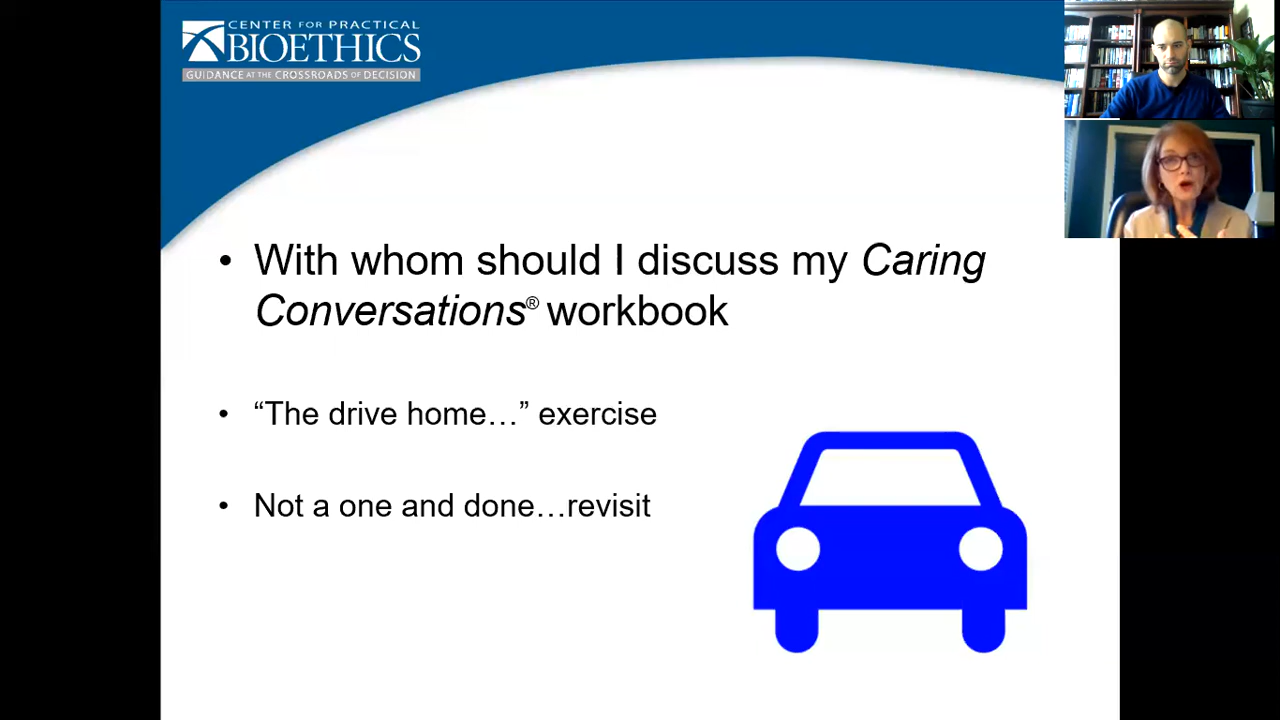 CENTER FOR PRACTICAL
BIOETHICS
GUIDANCE AT THE CROSSROADS OF DECISION
• With whom should I discuss my Caring
Conversations® workbook
• “The drive home…” exercise
• Not a one and done…revisit